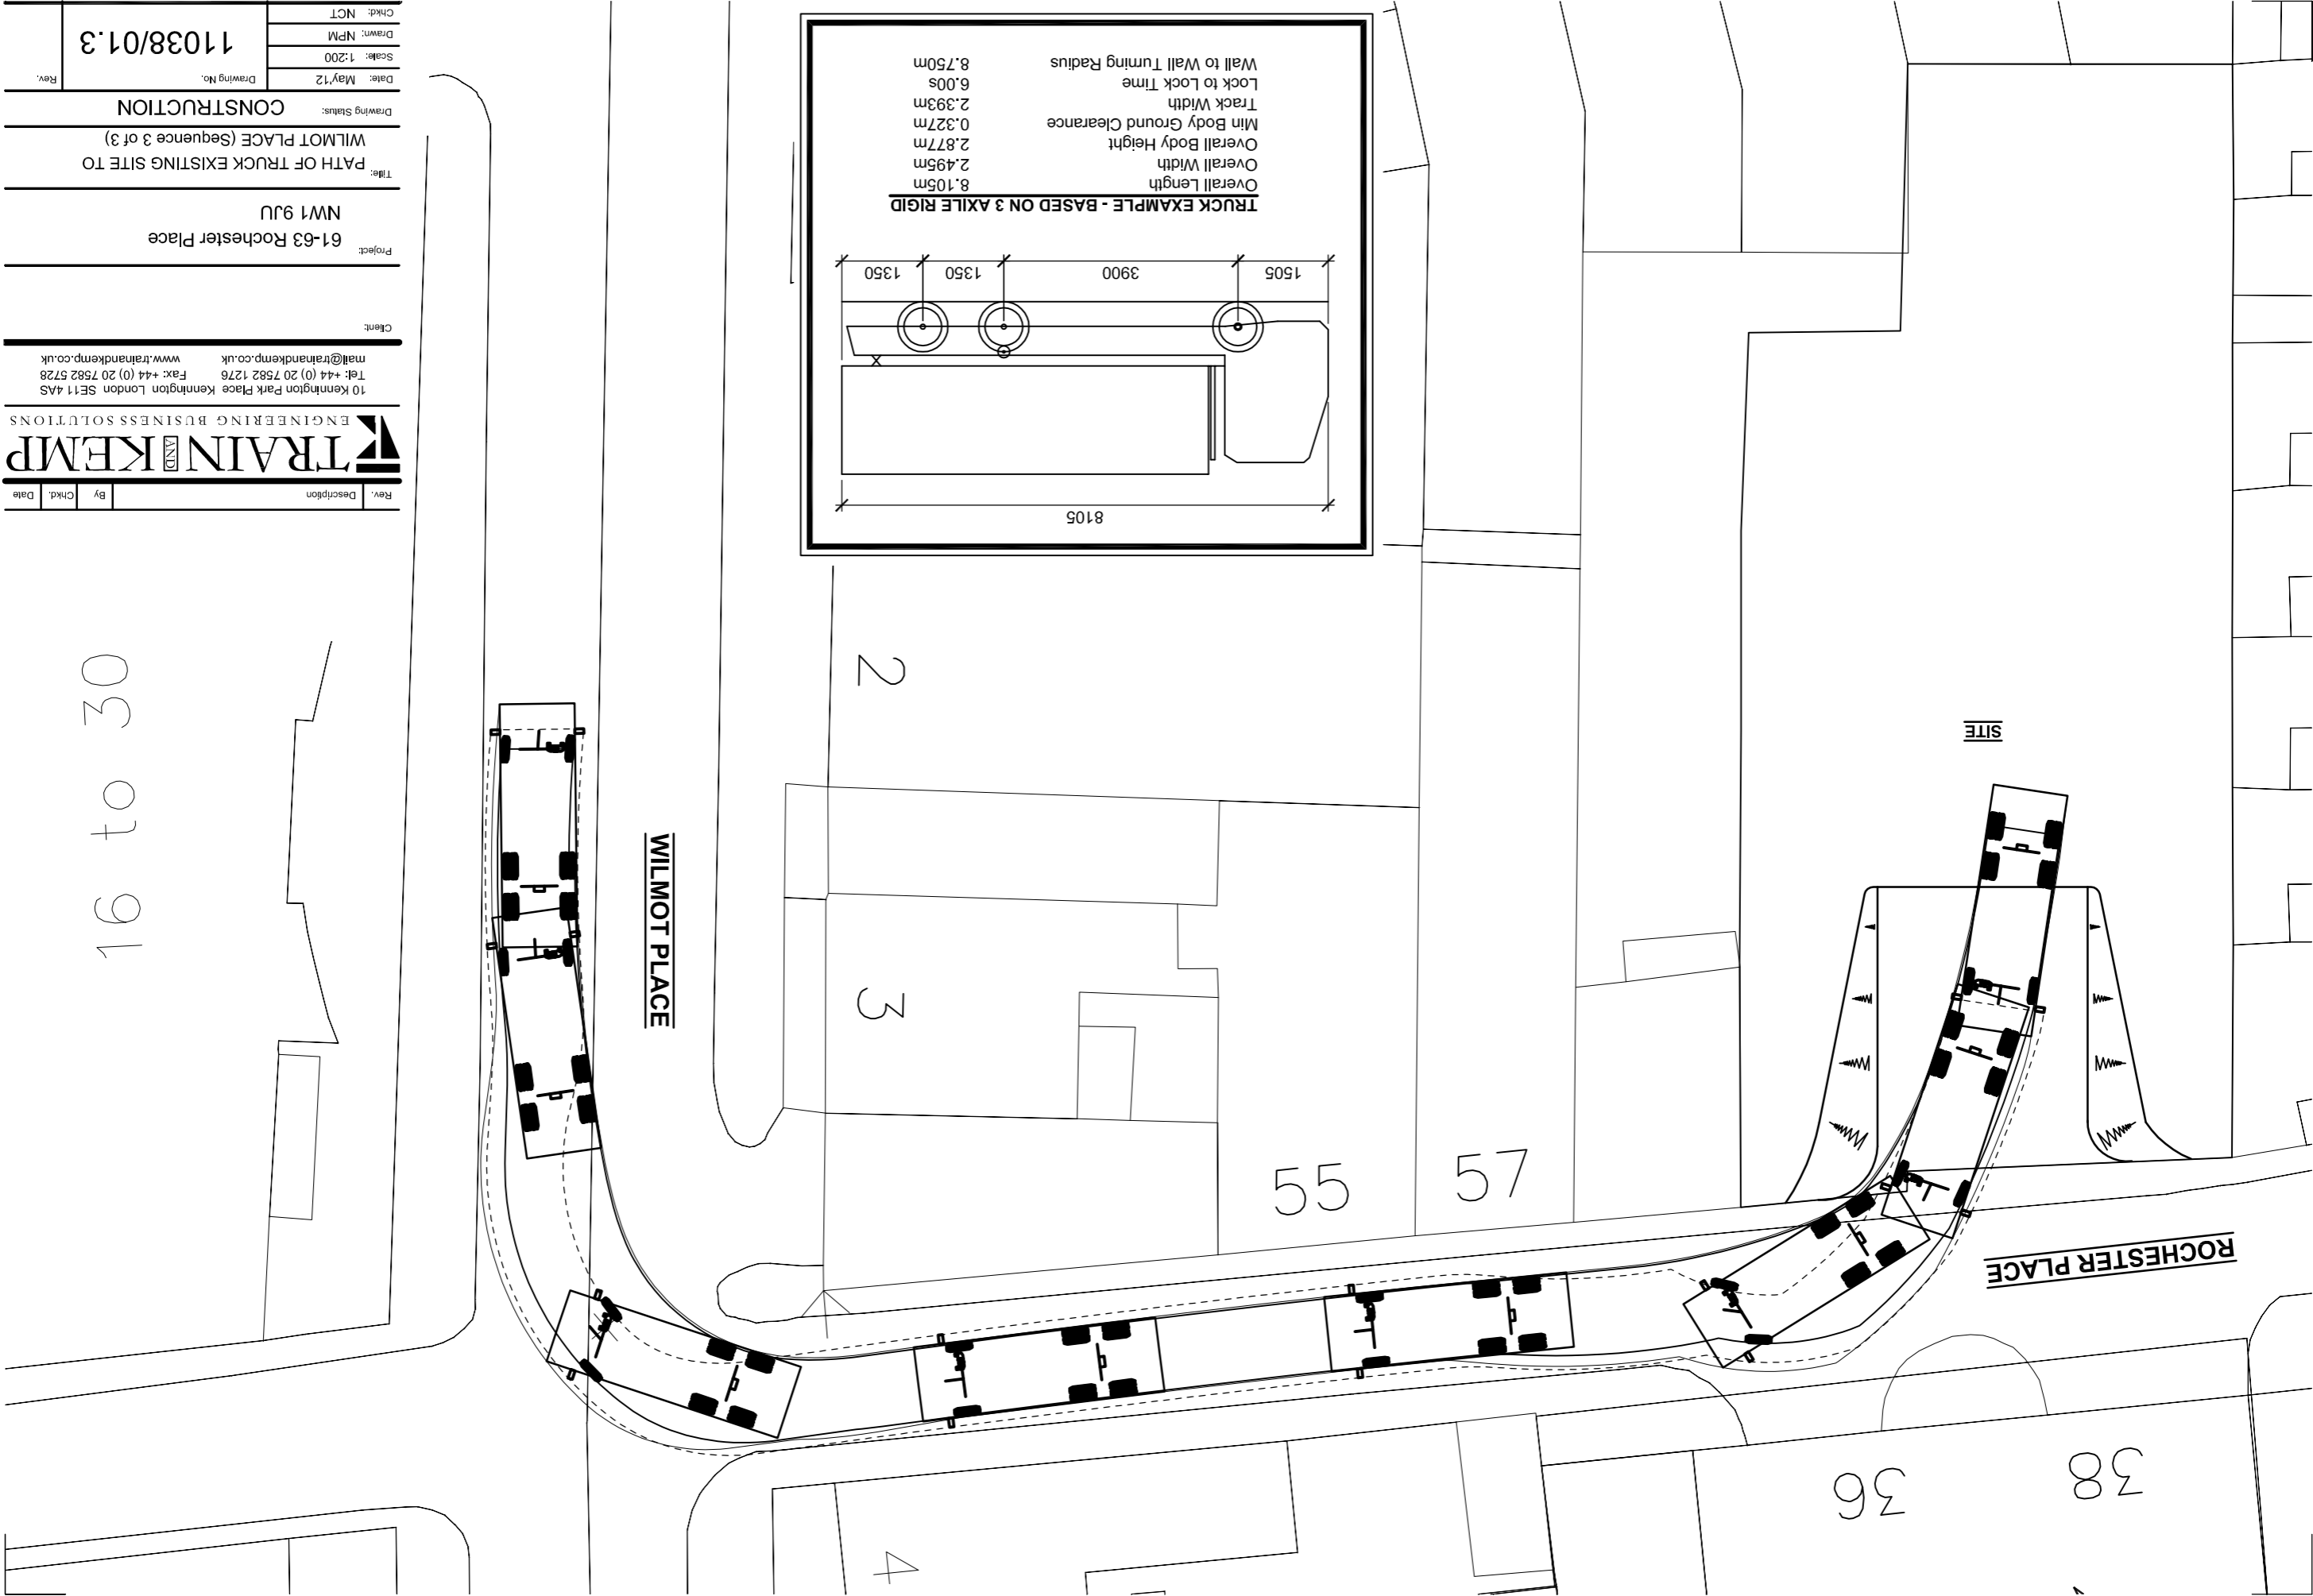 TRUCK EXAMPLE - BASED ON 3 AXILE RIGID
Overall Length 8.105m
Overall Width 2.495m
Overall Body Height 2.877m
Min Body Ground Clearance 0.327m
Track Width 2.393m
Lock to Lock Time 6.00s
Wall to Wall Turning Radius 8.750m
8105
1505 3900 1350 1350
38
36
ROCHESTER PLACE
SITE
57
55
4
3
2
WILMOT PLACE
16 to 30
Rev. Description By Chkd. Date
TRAIN AND KEMP
ENGINEERING BUSINESS SOLUTIONS
10 Kennington Park Place Kennington London SE11 4AS
Tel: +44 (0) 20 7582 1276 Fax: +44 (0) 20 7582 5728
mail@trainandkemp.co.uk www.trainandkemp.co.uk
Client:
Project:
61-63 Rochester Place
NW1 9JU
Title:
PATH OF TRUCK EXISTING SITE TO
WILMOT PLACE (Sequence 3 of 3)
Drawing Status: CONSTRUCTION
Date: May'12
Scale: 1:200
Drawn: NPM
Chkd: NCT
Drawing No.
11038/01.3
Rev.